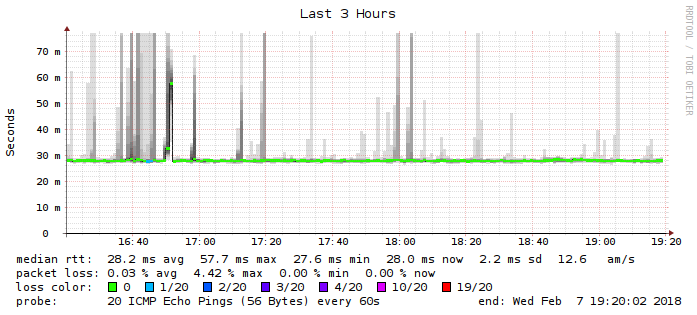 Last 3 Hours
RRDTOOL / TOBI OETIKER
Seconds
70 m
60 m
50 m
40 m
30 m
20 m
10 m
0
16:40 17:00 17:20 17:40 18:00 18:20 18:40 19:00 19:20
median rtt: 28.2 ms avg 57.7 ms max 27.6 ms min 28.0 ms now 2.2 ms sd 12.6 am/s
packet loss: 0.03 % avg 4.42 % max 0.00 % min 0.00 % now
loss color: 0 1/20 2/20 3/20 4/20 10/20 19/20
probe: 20 ICMP Echo Pings (56 Bytes) every 60s end: Wed Feb 7 19:20:02 2018